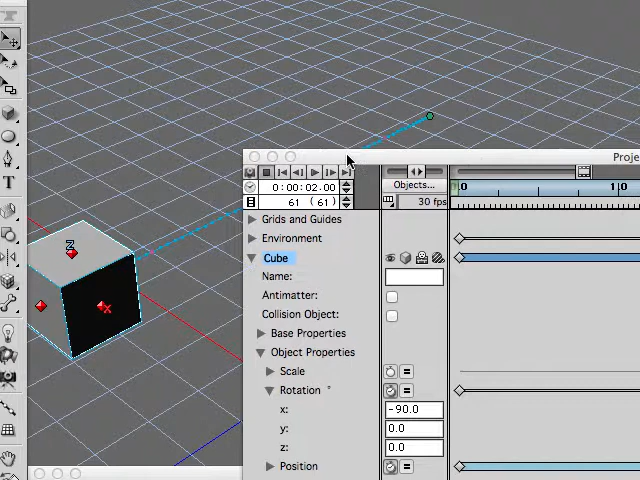 T
Z
x
Proje
0:00:02.00
Objects...
.0
1.0
61 (61)
30 fps
Grids and Guides
Environment
Cube
Name:
Antimatter:
Collision Object:
Base Properties
Object Properties
Scale
=
Rotation °
=
x:
-90.0
y:
0.0
z:
0.0
Position
=